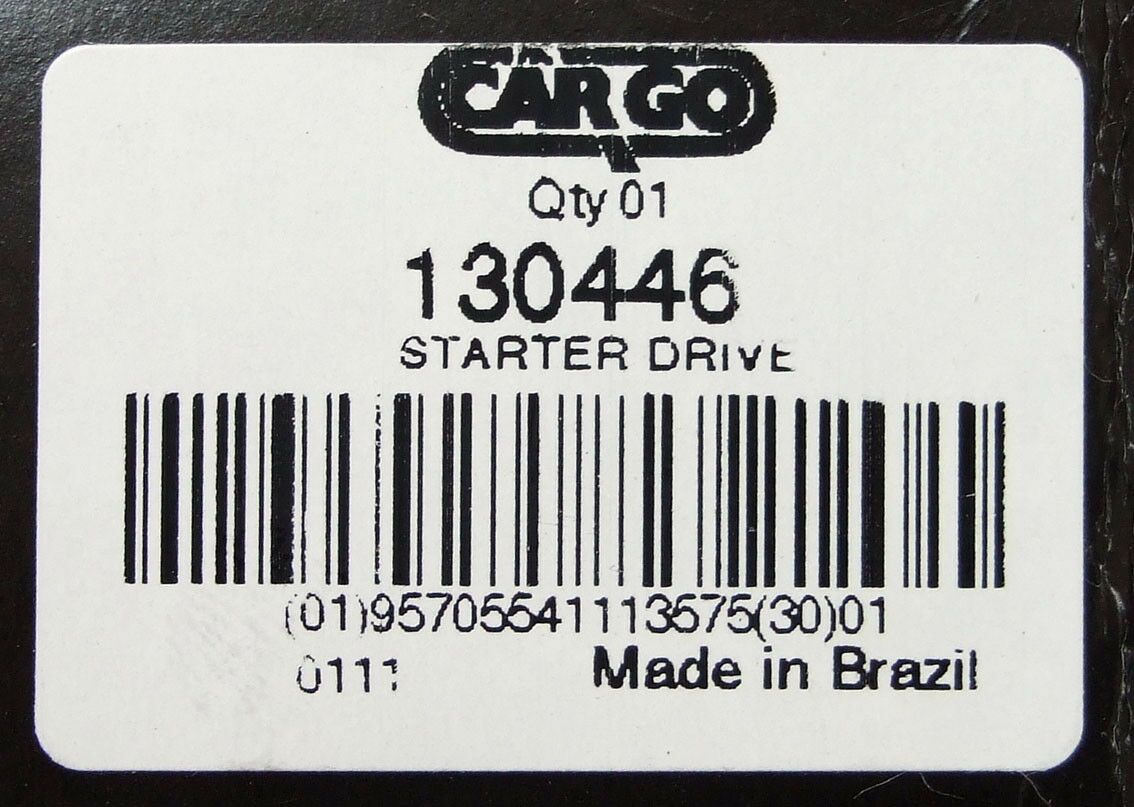 CARGO
Qty 01
130446
STARTER DRIVE
(01)95705541113575(30)01
0111
Made in Brazil